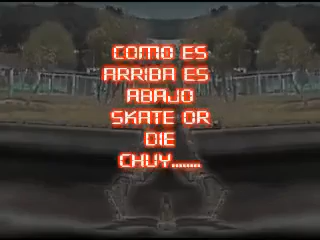 COMO ES
ARRIBA ES
ABAJO
SKATE OR
DIE
CHUY........